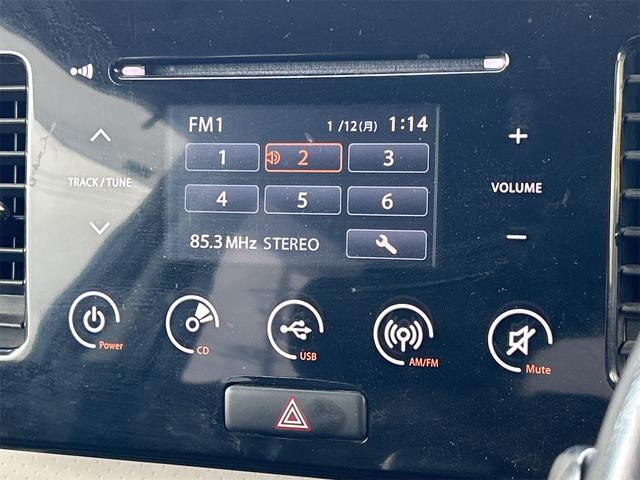 FM1 1/12(月) 1:14
1 2 3
TRACK / TUNE
VOLUME
4 5 6
85.3 MHz STEREO
Power
CD
USB
AM/FM
Mute